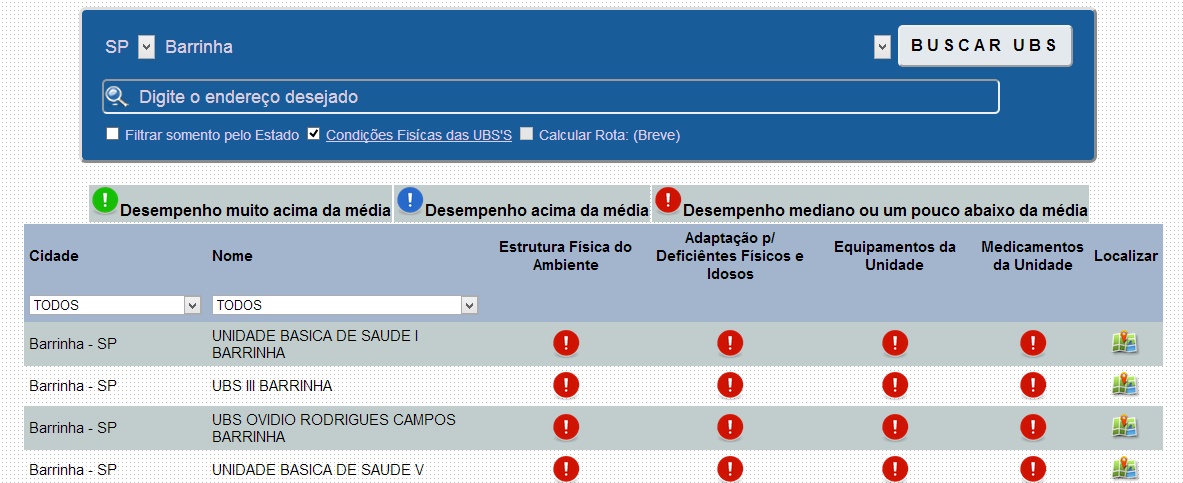 SP Barrinha BUSCAR UBS
Digite o endereço desejado
Filtrar somento pelo Estado Condições Fisícas das UBS'S Calcular Rota: (Breve)
! Desempenho muito acima da média ! Desempenho acima da média ! Desempenho mediano ou um pouco abaixo da média
Cidade Nome Estrutura Física do Ambiente Adaptação p/ Deficiêntes Físicos e Idosos Equipamentos da Unidade Medicamentos da Unidade Localizar
TODOS TODOS
Barrinha - SP UNIDADE BASICA DE SAUDE I BARRINHA ! ! ! !
Barrinha - SP UBS III BARRINHA ! ! ! !
Barrinha - SP UBS OVIDIO RODRIGUES CAMPOS BARRINHA ! ! ! !
Barrinha - SP UNIDADE BASICA DE SAUDE V ! ! ! !